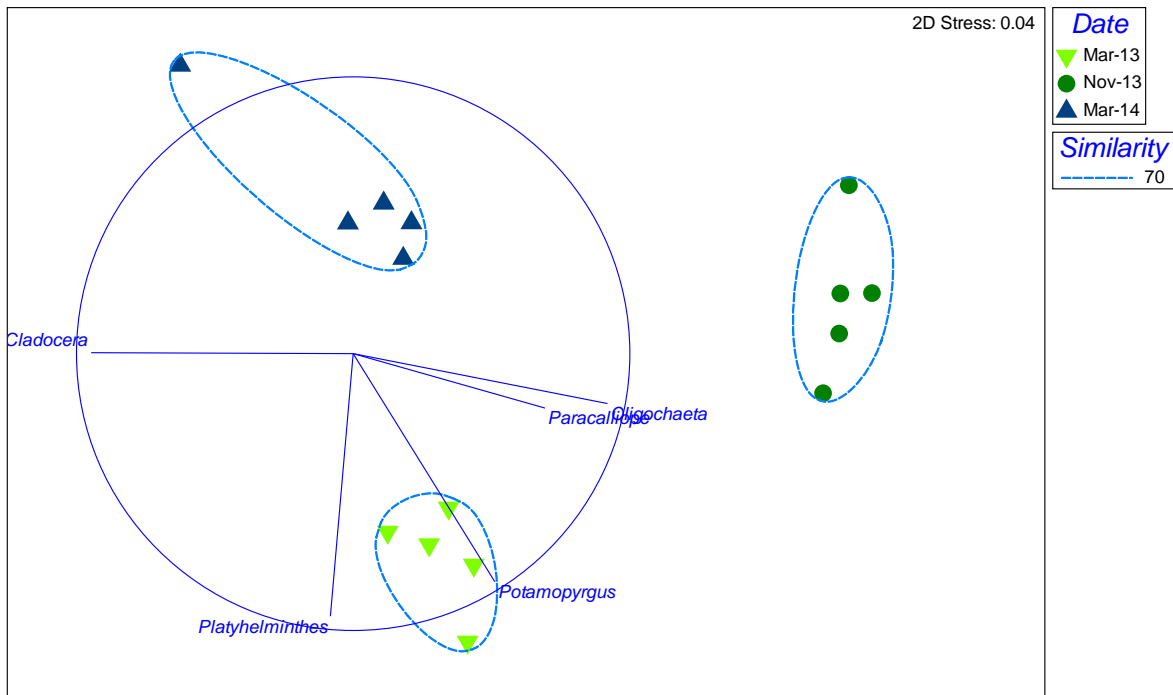 2D Stress: 0.04
Date
Mar-13
Nov-13
Mar-14
Similarity
70
Cladocera
Oligochaeta
Paracalliope
Potamopyrgus
Platyhelminthes